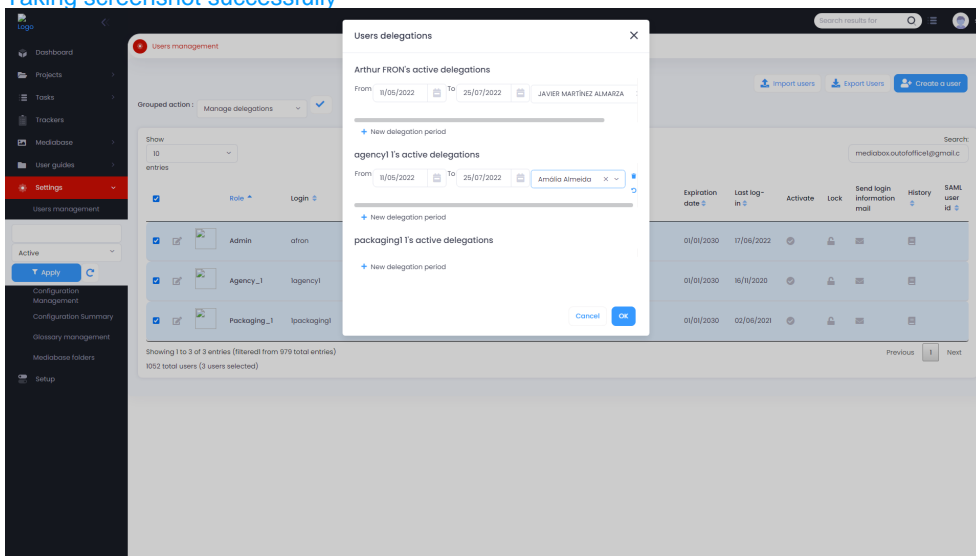 Taking screenshot successfully
Logo
Search results for
Dashboard
Projects
Tasks
Trackers
Mediabase
User guides
Settings
Users management
Active
Apply
Configuration
Management
Configuration Summary
Glossary management
Mediabase folders
Setup
Users management
Import users
Export Users
Create a user
Grouped action :
Manage delegations
Show
10
entries
Search:
mediabox.outofoffice1@gmail.c
Role
Login
Expiration
date
Last log-
in
Activate
Lock
Send login
information
mail
History
SAML
user
id
Admin
afron
01/01/2030
17/06/2022
Agency_1
1agency1
01/01/2030
16/11/2020
Packaging_1
1packaging1
01/01/2030
02/06/2021
Showing 1 to 3 of 3 entries (filteredl from 979 total entries)
1052 total users (3 users selected)
Previous
1
Next
Users delegations
Arthur FRON's active delegations
From
11/05/2022
To
25/07/2022
JAVIER MARTÍNEZ ALMARZA
+ New delegation period
agency1 1's active delegations
From
11/05/2022
To
25/07/2022
Amália Almeida
+ New delegation period
packaging1 1's active delegations
+ New delegation period
Cancel
OK